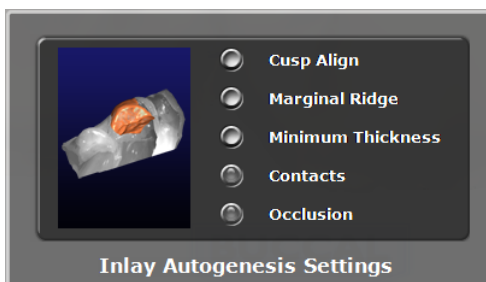 Cusp Align
Marginal Ridge
Minimum Thickness
Contacts
Occlusion
Inlay Autogenesis Settings